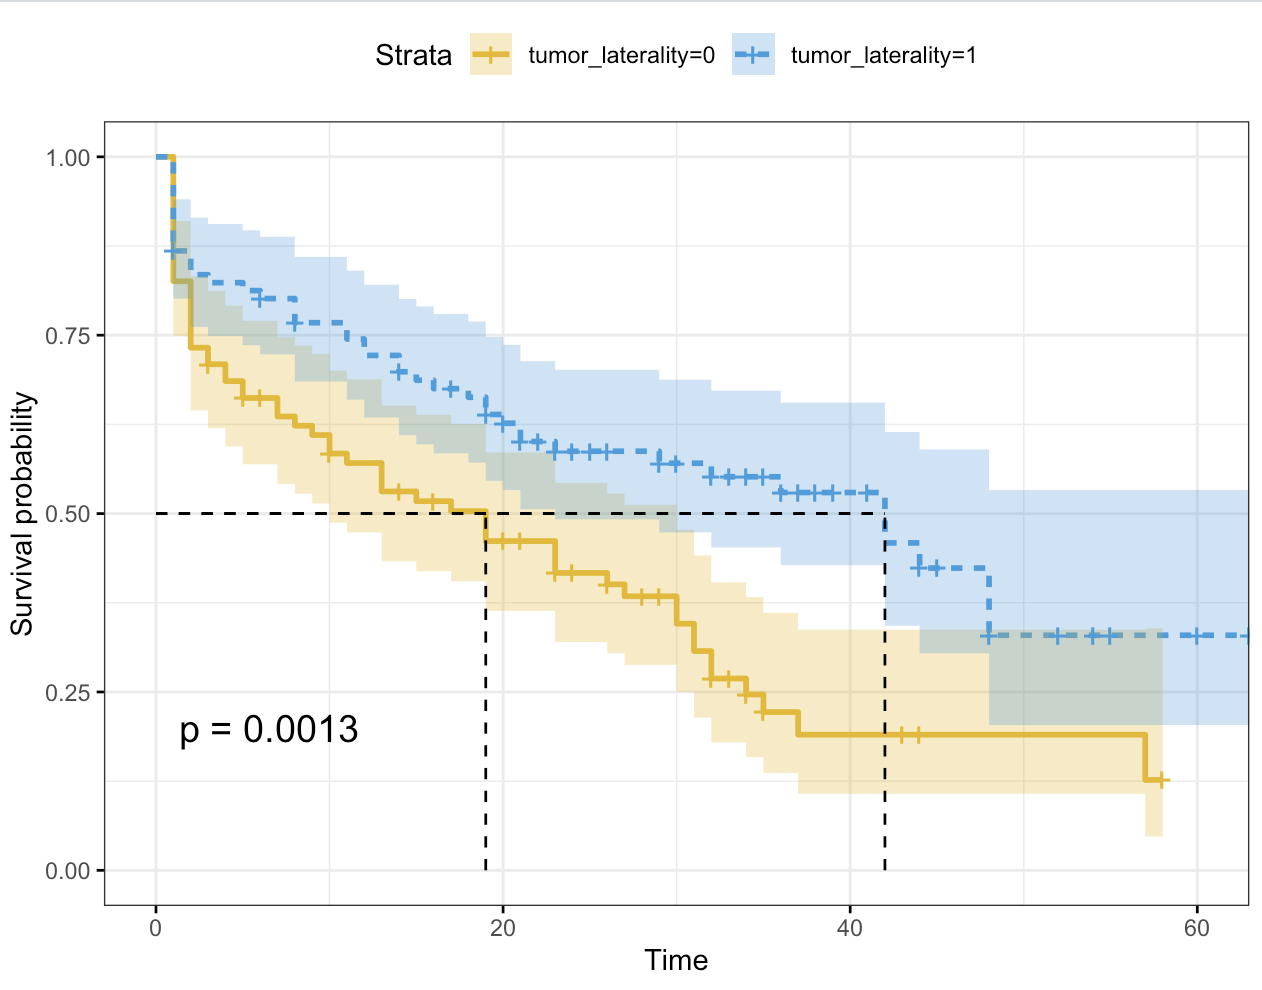 Strata tumor_laterality=0 tumor_laterality=1
1.00
0.75
0.50
0.25
0.00
Survival probability
p = 0.0013
0 20 40 60
Time